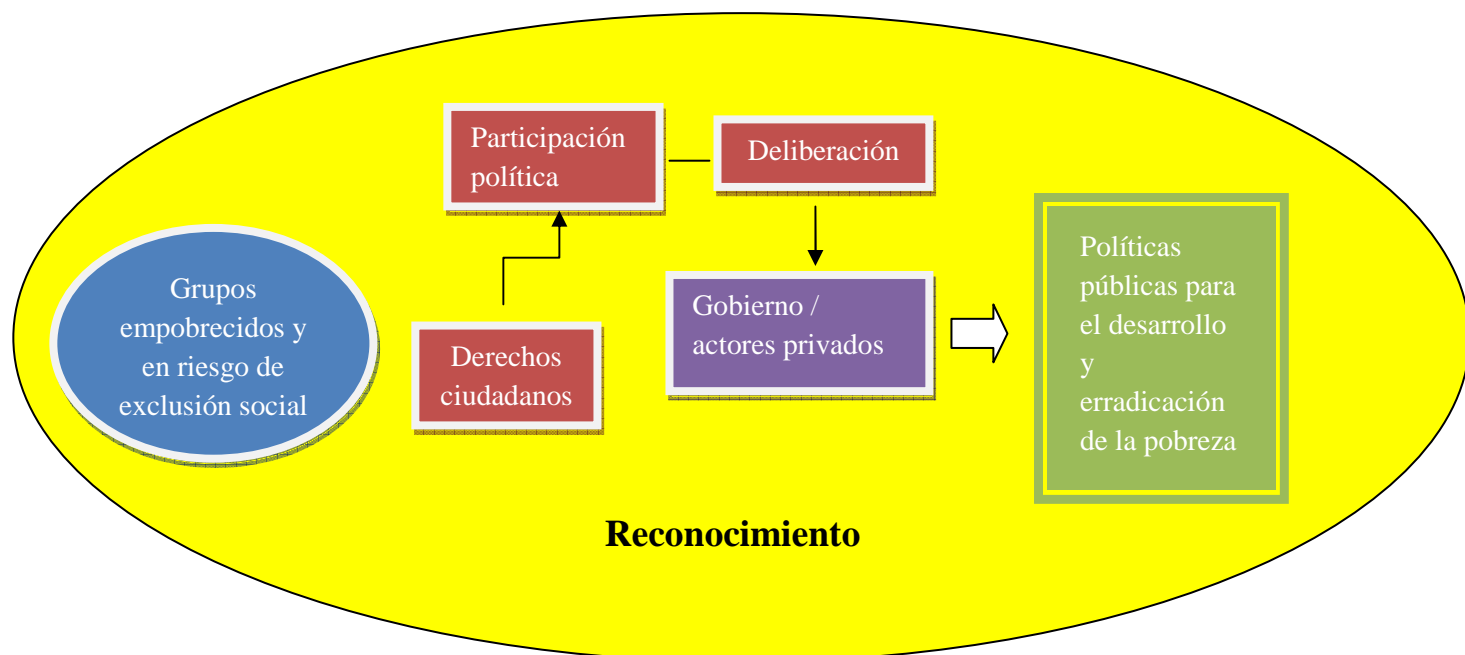 Grupos
empobrecidos y
en riesgo de
exclusión social
Derechos
ciudadanos
Participación
política
Deliberación
Gobierno /
actores privados
Políticas
públicas para
el desarrollo
y
erradicación
de la pobreza
Reconocimiento